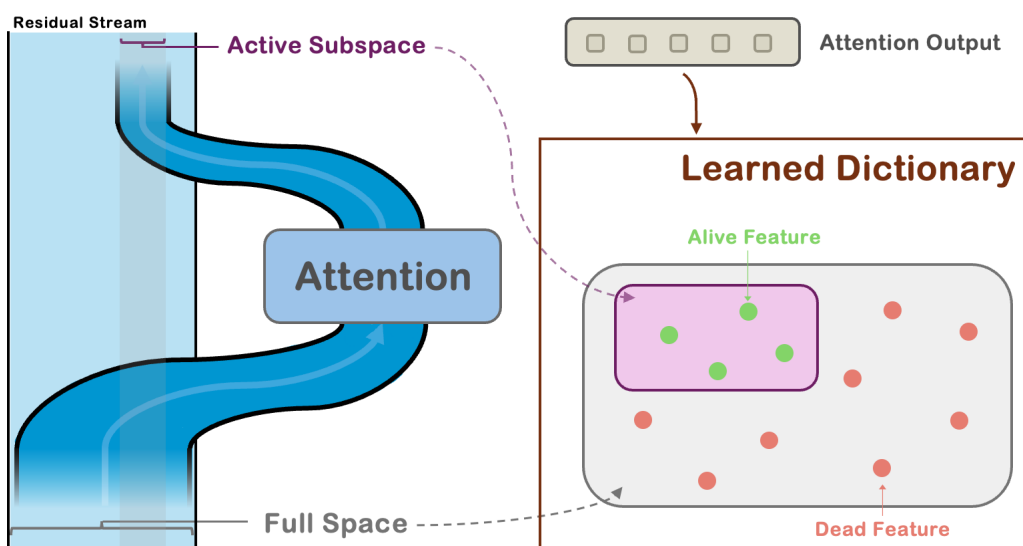 Residual Stream
Active Subspace
Attention Output
Learned Dictionary
Alive Feature
Attention
Full Space
Dead Feature